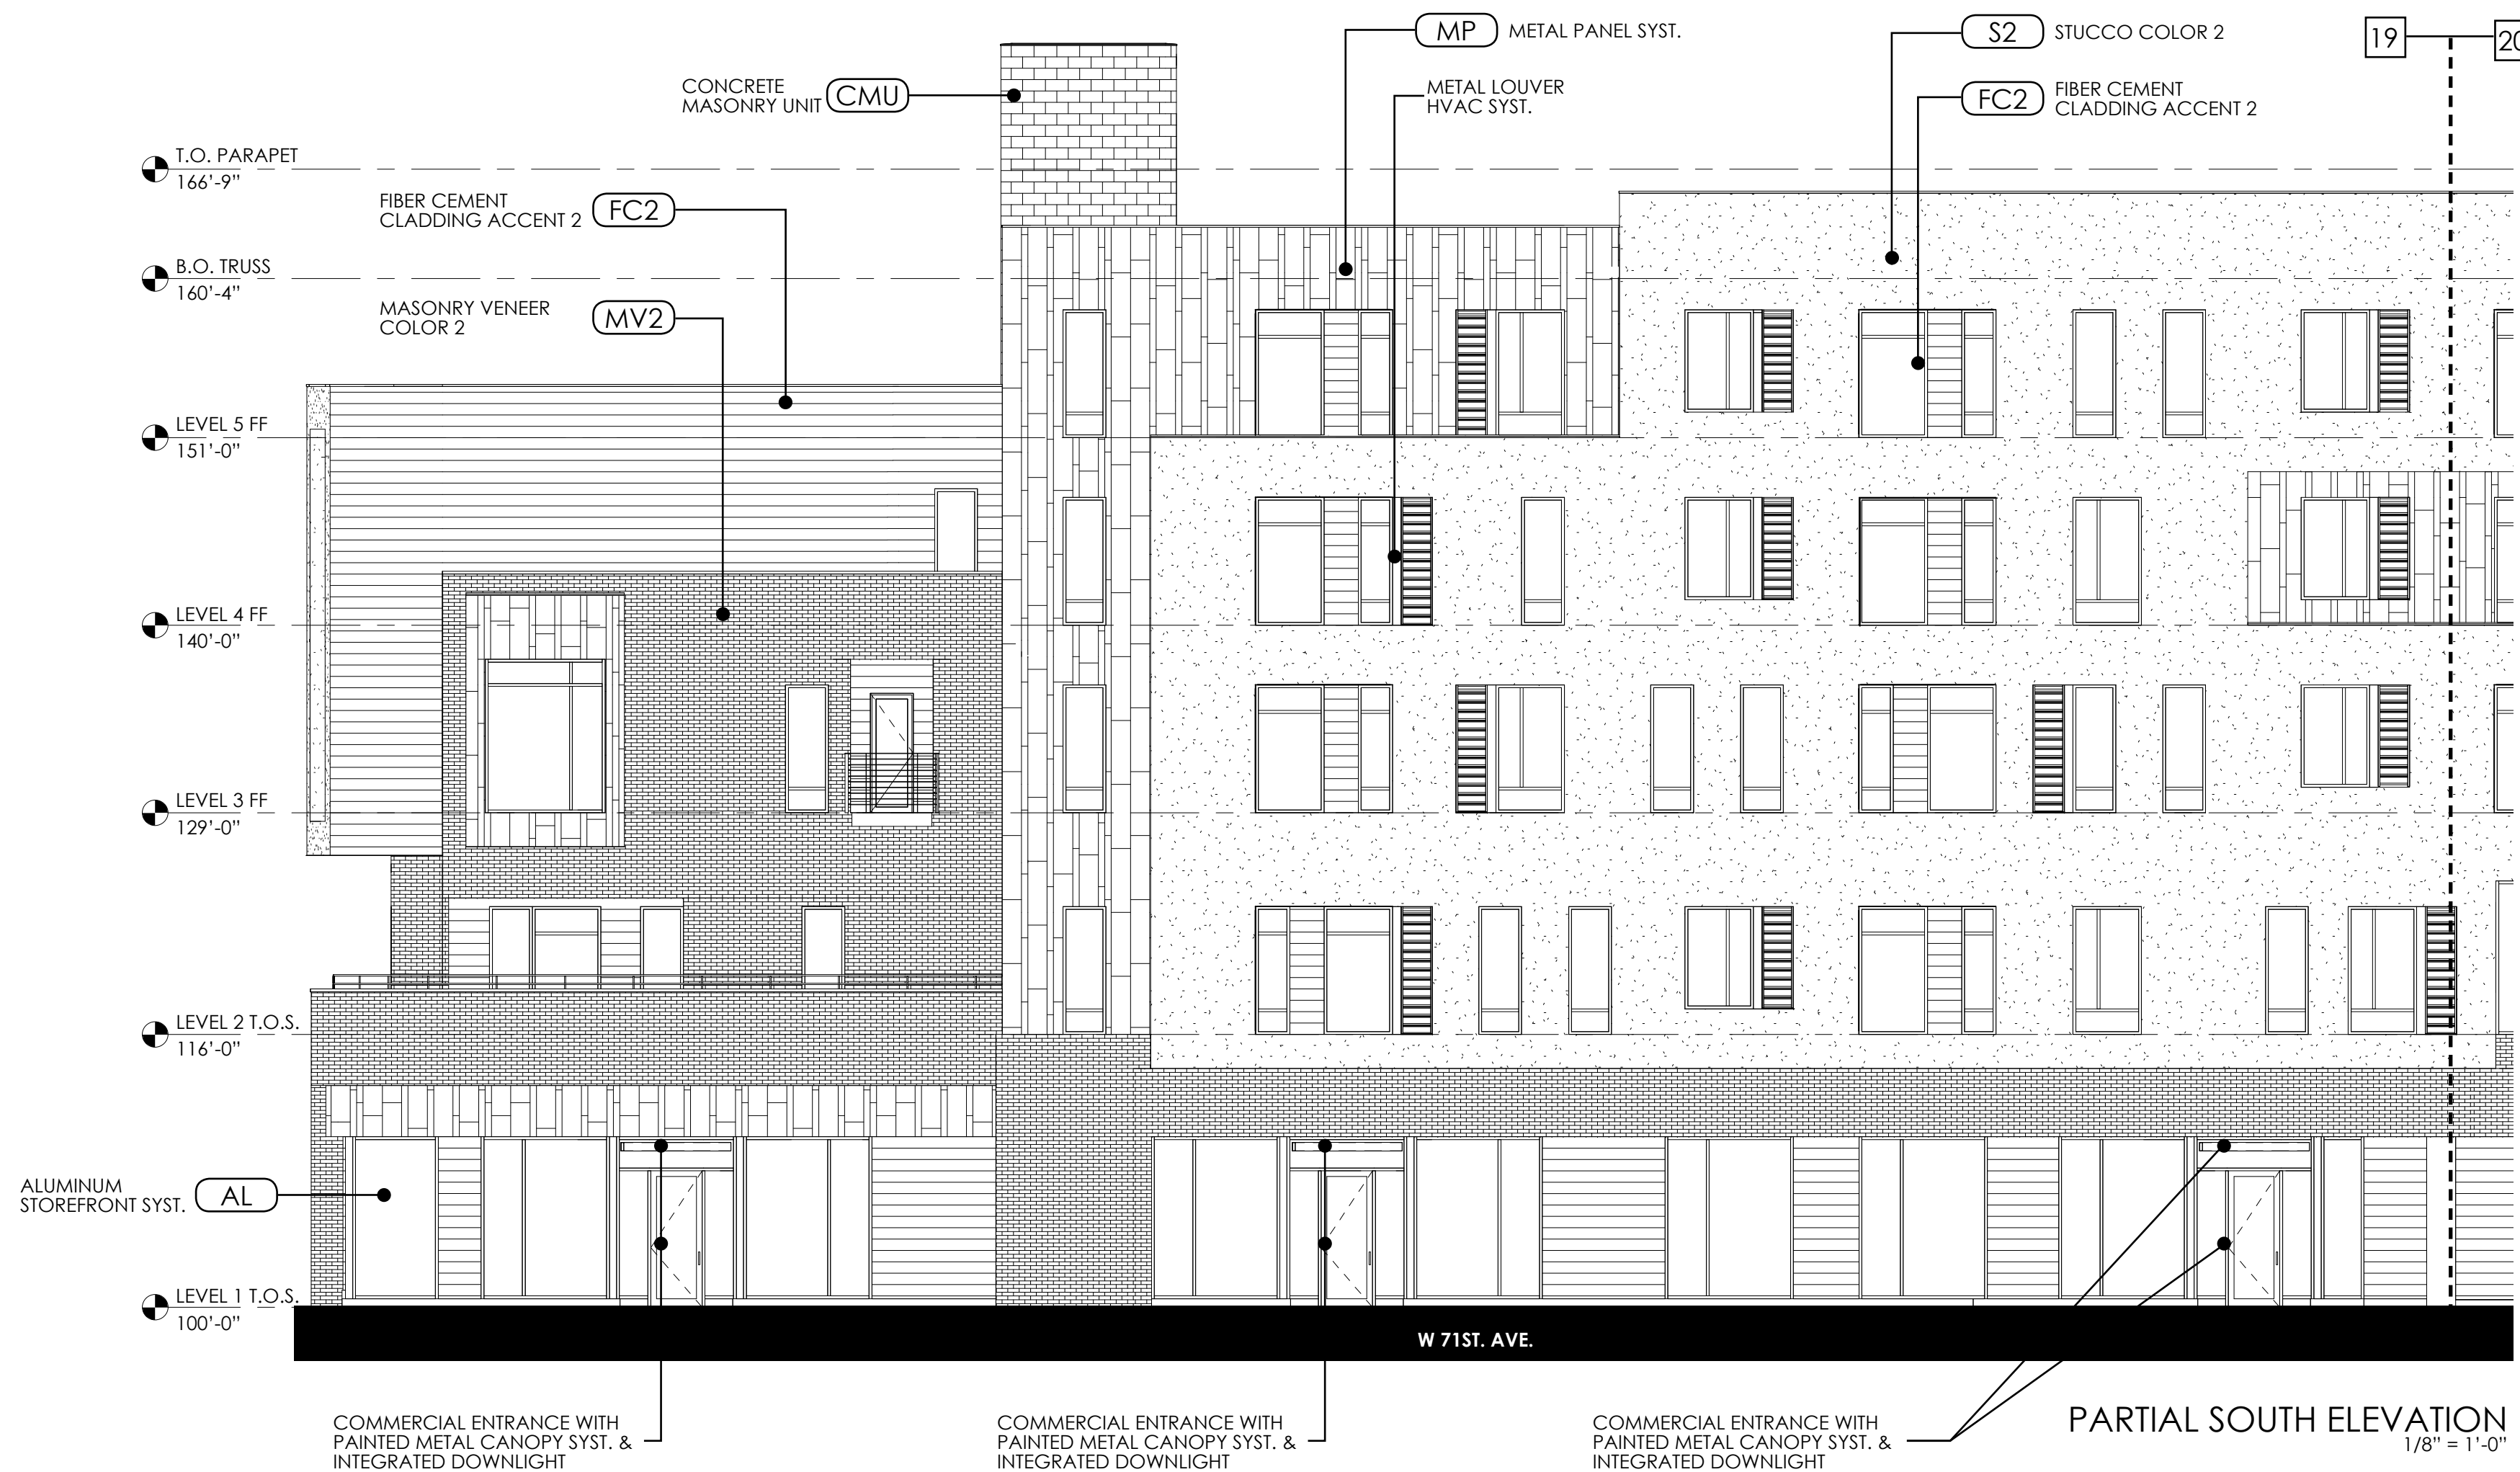 MP METAL PANEL SYST.
S2 STUCCO COLOR 2
19
20
CONCRETE
MASONRY UNIT CMU
METAL LOUVER
HVAC SYST.
FC2 FIBER CEMENT
CLADDING ACCENT 2
T.O. PARAPET
166'-9"
FIBER CEMENT
CLADDING ACCENT 2 FC2
B.O. TRUSS
160'-4"
MASONRY VENEER
COLOR 2 MV2
LEVEL 5 FF
151'-0"
LEVEL 4 FF
140'-0"
LEVEL 3 FF
129'-0"
LEVEL 2 T.O.S.
116'-0"
ALUMINUM
STOREFRONT SYST. AL
LEVEL 1 T.O.S.
100'-0"
W 71ST. AVE.
COMMERCIAL ENTRANCE WITH
PAINTED METAL CANOPY SYST. &
INTEGRATED DOWNLIGHT
COMMERCIAL ENTRANCE WITH
PAINTED METAL CANOPY SYST. &
INTEGRATED DOWNLIGHT
COMMERCIAL ENTRANCE WITH
PAINTED METAL CANOPY SYST. &
INTEGRATED DOWNLIGHT
PARTIAL SOUTH ELEVATION
1/8" = 1'-0"